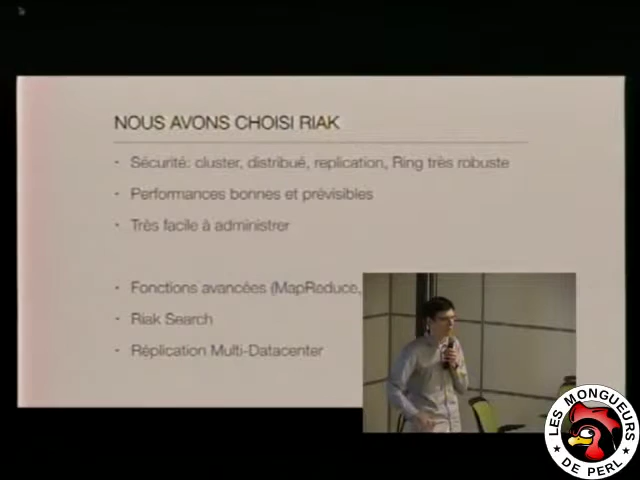 NOUS AVONS CHOISI RIAK
- Sécurité: cluster, distribué, replication, Ring très robuste
- Performances bonnes et prévisibles
- Très facile à administrer
- Fonctions avancées (MapReduce,
- Riak Search
- Réplication Multi-Datacenter
LES MONGUEURS
★ DE PERL ★